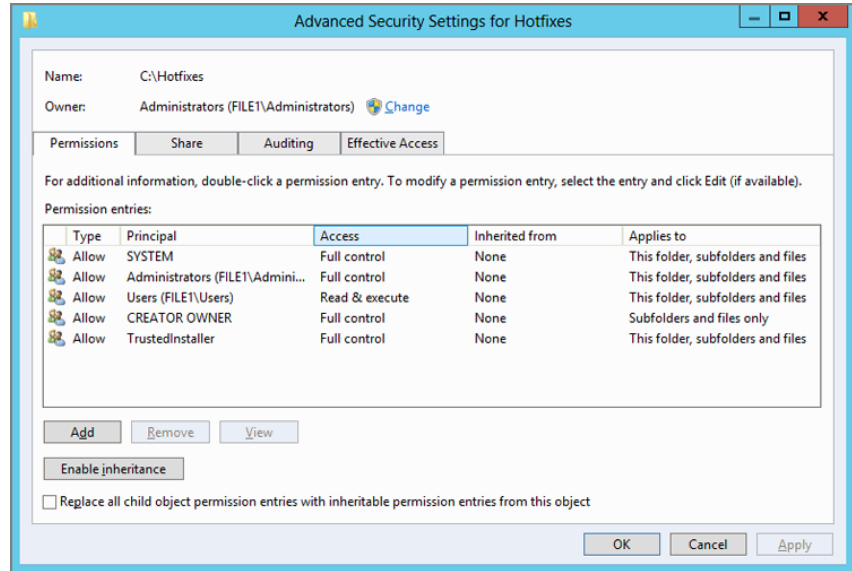 Advanced Security Settings for Hotfixes
Name: C:\Hotfixes
Owner: Administrators (FILE1\Administrators) Change
Permissions Share Auditing Effective Access
For additional information, double-click a permission entry. To modify a permission entry, select the entry and click Edit (if available).
Permission entries:
Type Principal Access Inherited from Applies to
Allow SYSTEM Full control None This folder, subfolders and files
Allow Administrators (FILE1\Admini... Full control None This folder, subfolders and files
Allow Users (FILE1\Users) Read & execute None This folder, subfolders and files
Allow CREATOR OWNER Full control None Subfolders and files only
Allow TrustedInstaller Full control None This folder, subfolders and files
Add Remove View
Enable inheritance
Replace all child object permission entries with inheritable permission entries from this object
OK Cancel Apply